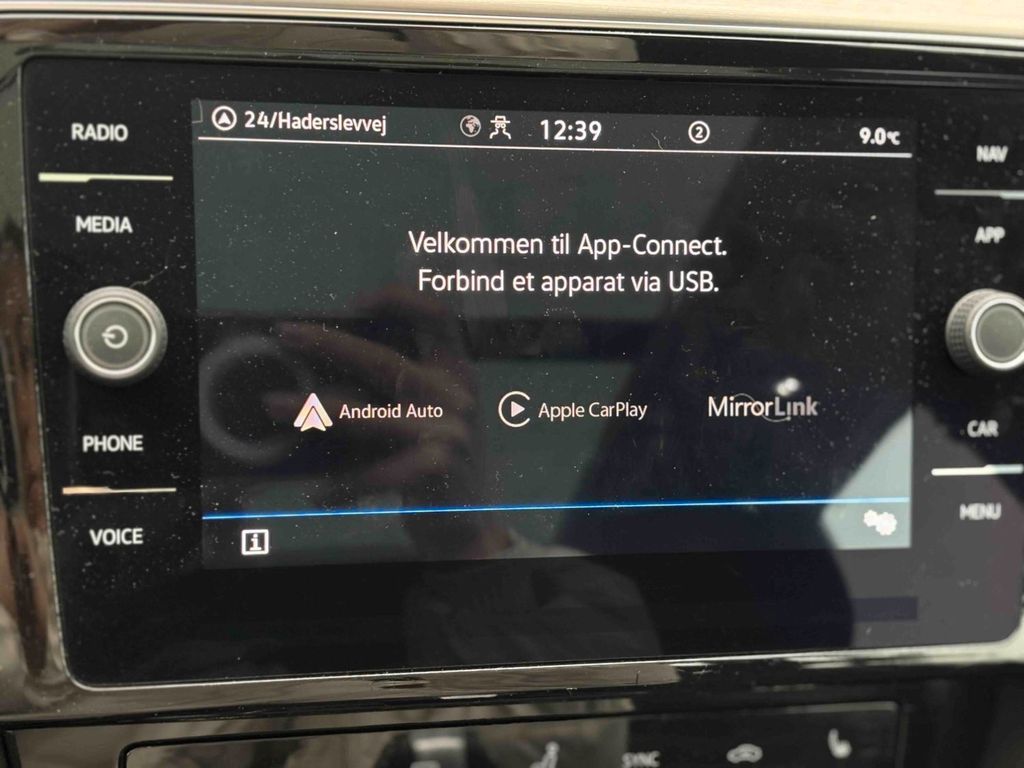 RADIO
MEDIA
PHONE
VOICE
24/Haderslevvej
12:39
2
9.0°C
Velkommen til App-Connect.
Forbind et apparat via USB.
Android Auto
Apple CarPlay
MirrorLink
i
NAV
APP
CAR
MENU
SYNC